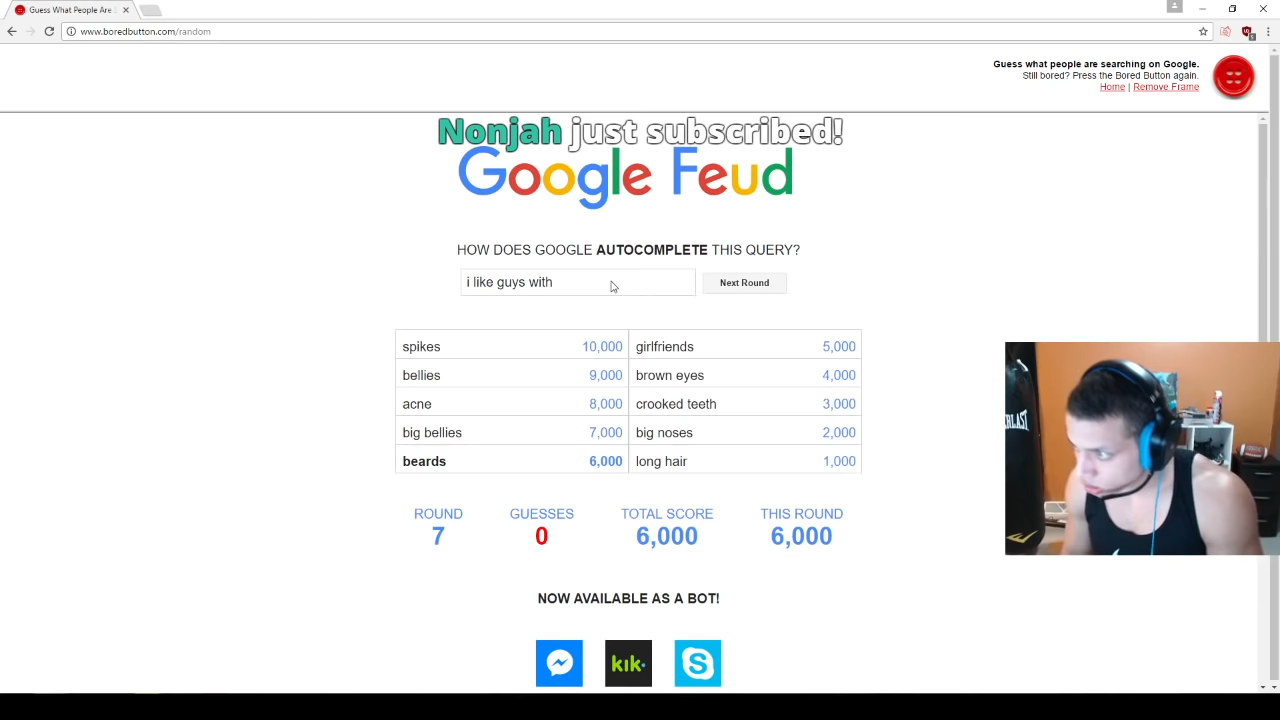 Guess What People Are
www.boredbutton.com/random
Guess what people are searching on Google.
Still bored? Press the Bored Button again.
Home | Remove Frame
Nonjah just subscribed!
Google Feud
HOW DOES GOOGLE AUTOCOMPLETE THIS QUERY?
i like guys with
Next Round
spikes 10,000 girlfriends 5,000
bellies 9,000 brown eyes 4,000
acne 8,000 crooked teeth 3,000
big bellies 7,000 big noses 2,000
beards 6,000 long hair 1,000
ROUND GUESSES TOTAL SCORE THIS ROUND
7 0 6,000 6,000
NOW AVAILABLE AS A BOT!
kik
EVERLAST